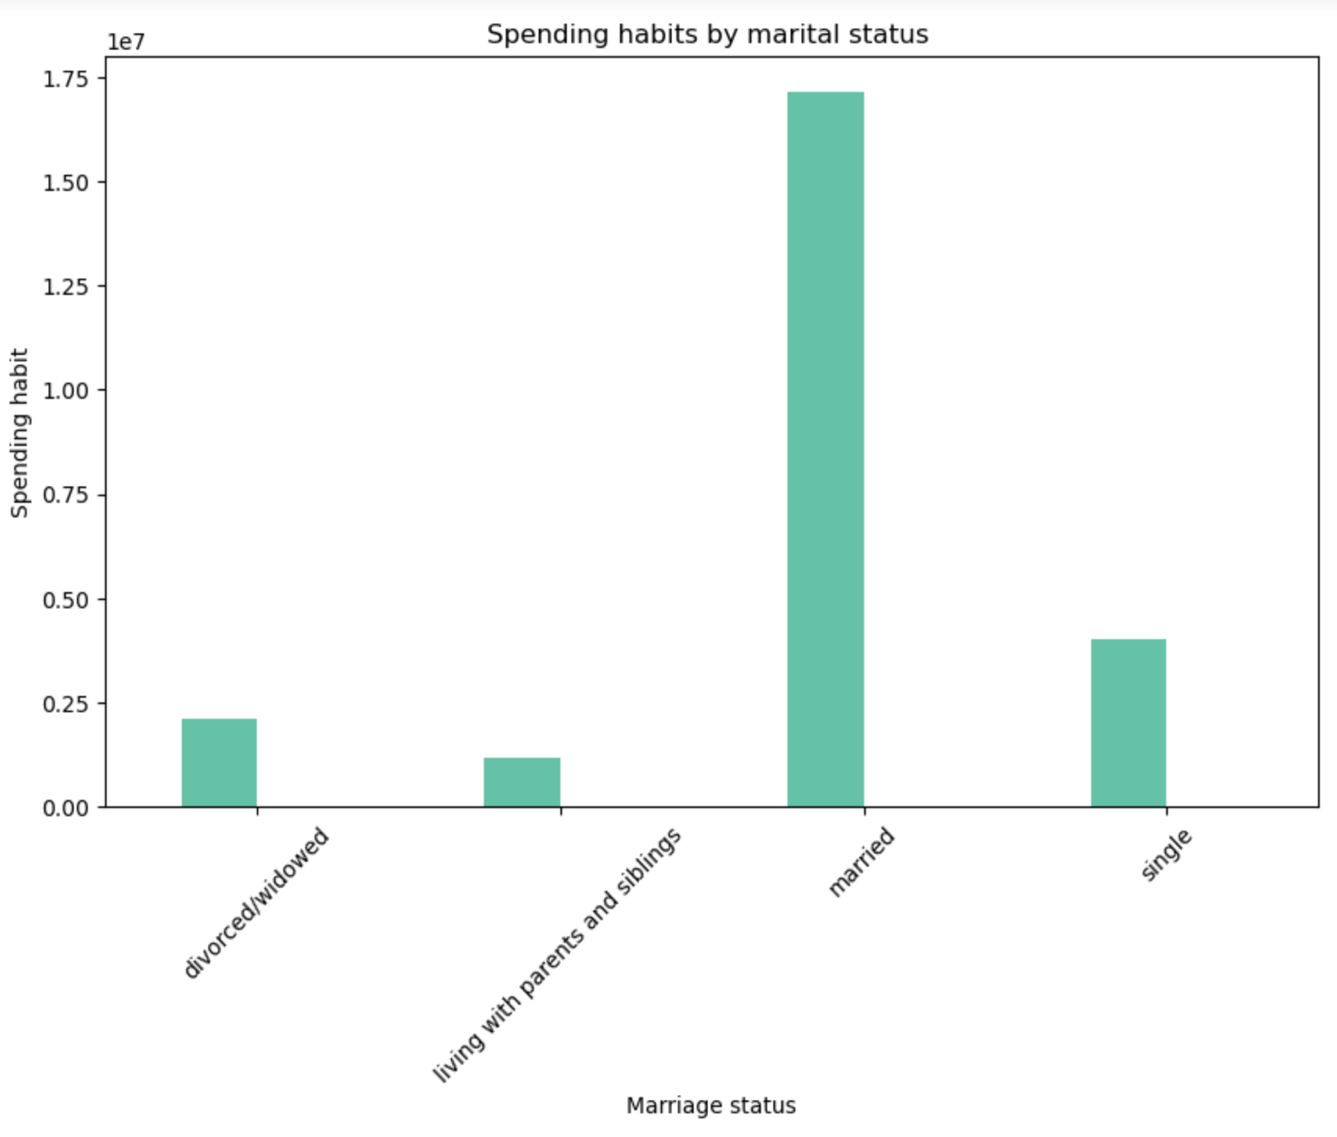 Spending habits by marital status
1e7
1.75
1.50
1.25
1.00
0.75
0.50
0.25
0.00
Spending habit
divorced/widowed
living with parents and siblings
married
single
Marriage status